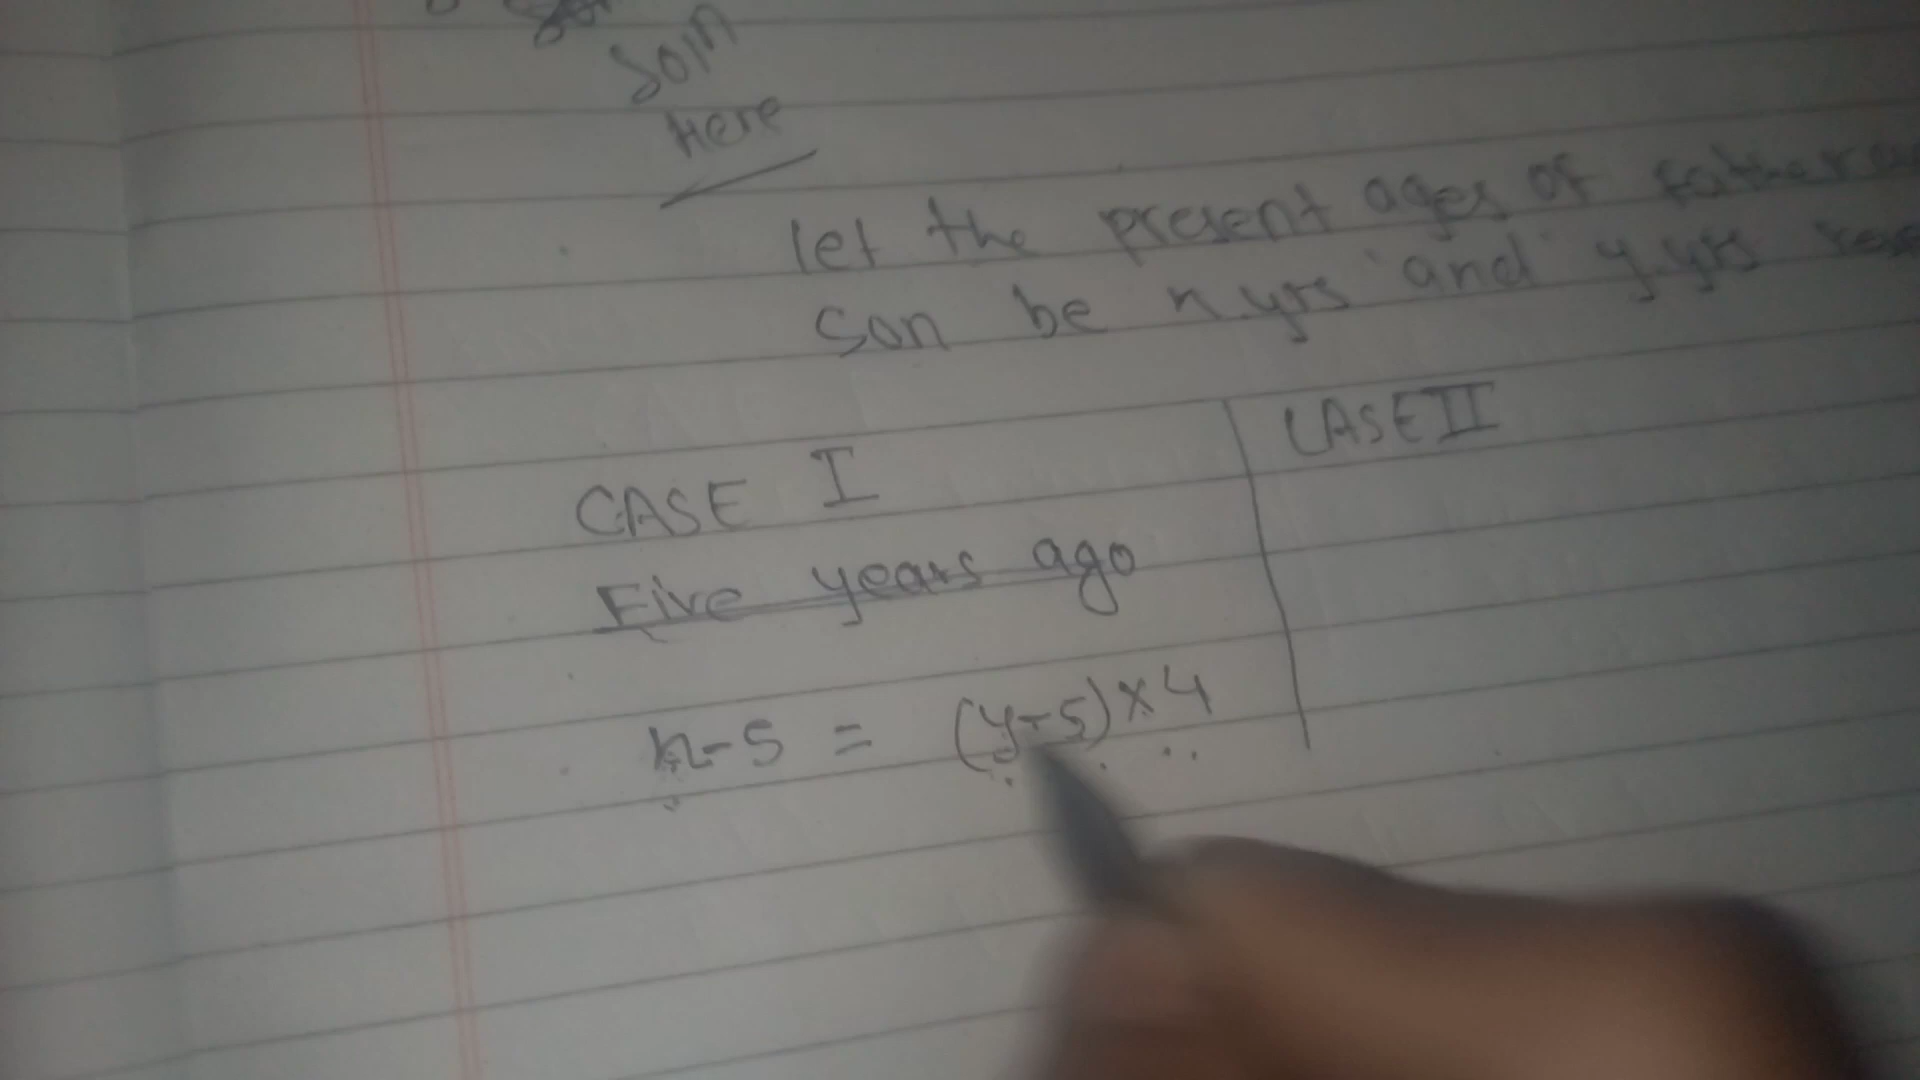 Soln
Here
let the present ages of father
son be x yrs and y yrs
CASE I
CASE II
Five years ago
x-5 = (y-5)×4